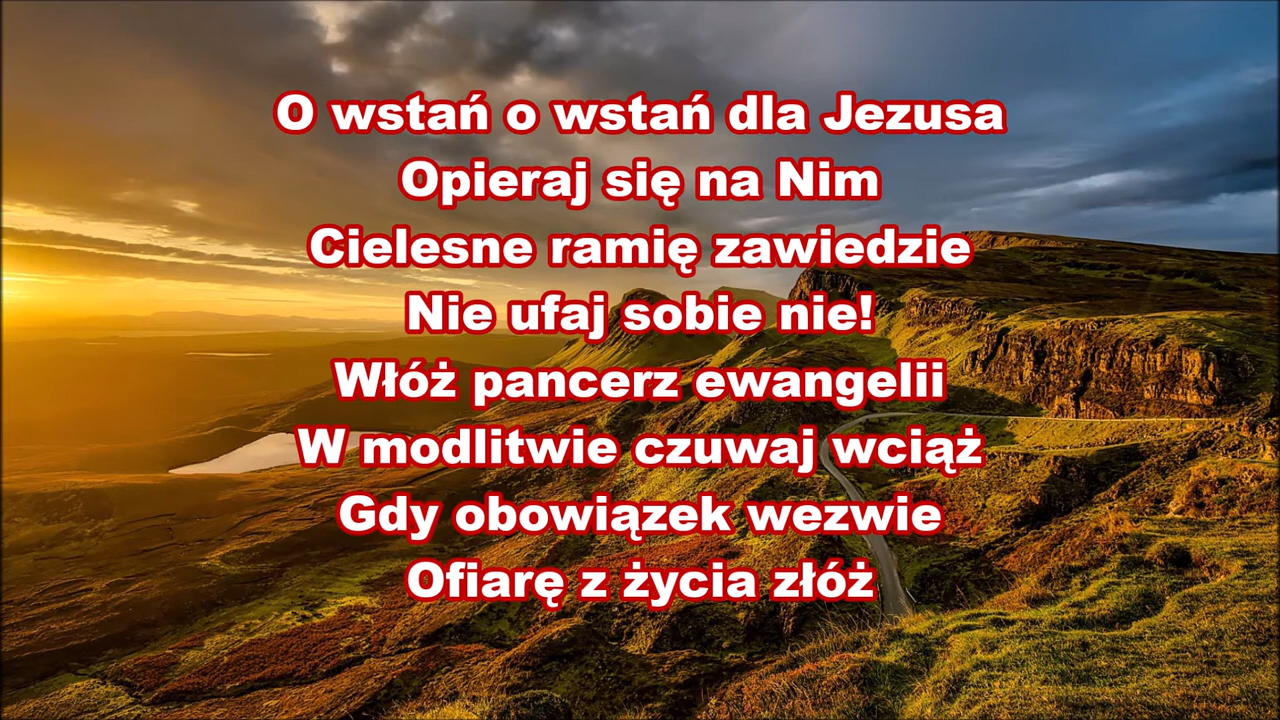 O wstań o wstań dla Jezusa
Opieraj się na Nim
Cielesne ramię zawiedzie
Nie ufaj sobie nie!
Włóż pancerz ewangelii
W modlitwie czuwaj wciąż
Gdy obowiązek wezwie
Ofiarę z życia złóż